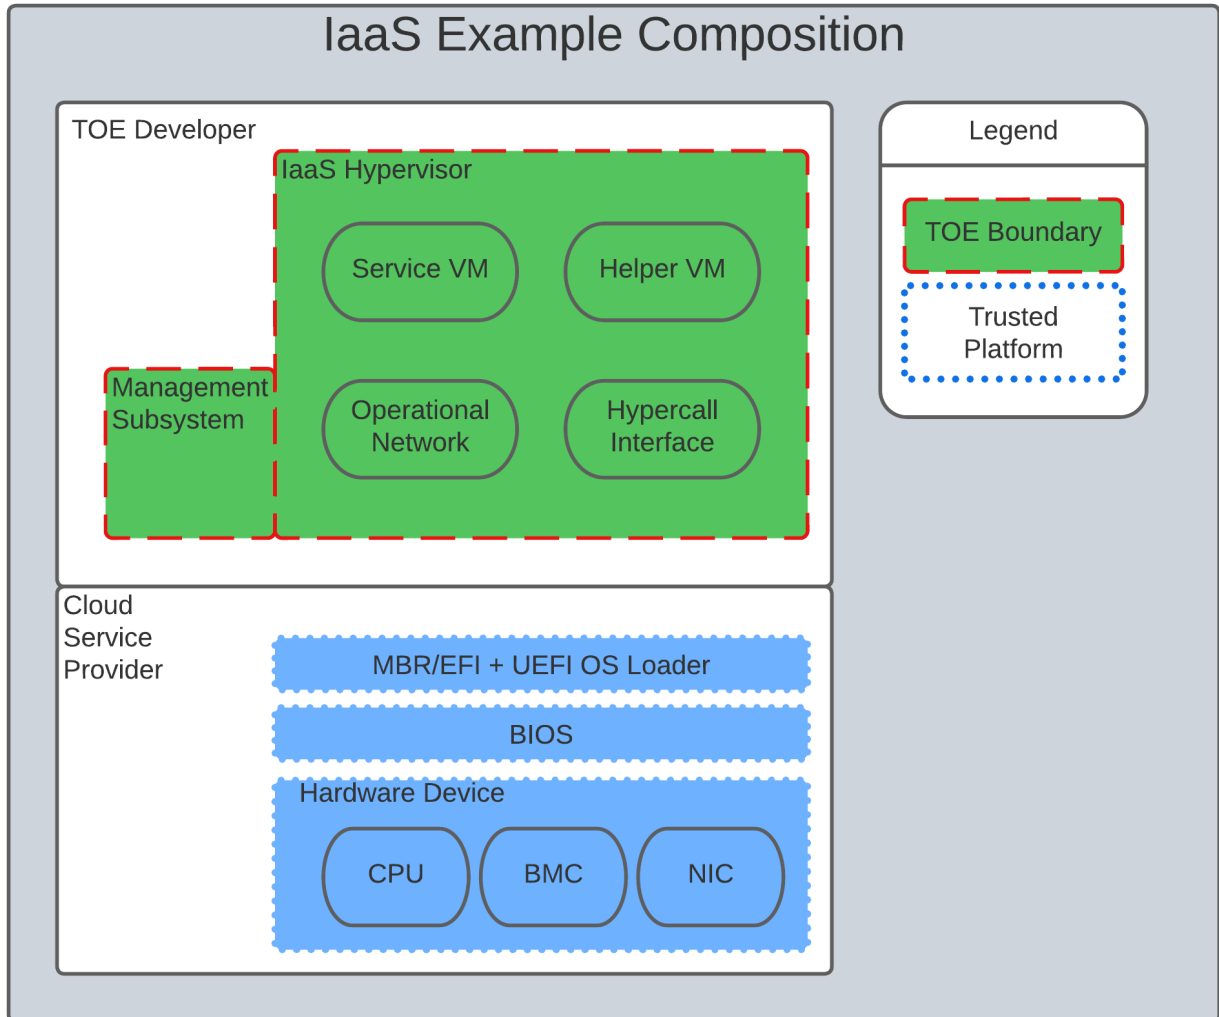 IaaS Example Composition
TOE Developer
IaaS Hypervisor
Service VM
Helper VM
Management
Subsystem
Operational
Network
Hypercall
Interface
Cloud
Service
Provider
MBR/EFI + UEFI OS Loader
BIOS
Hardware Device
CPU
BMC
NIC
Legend
TOE Boundary
Trusted
Platform